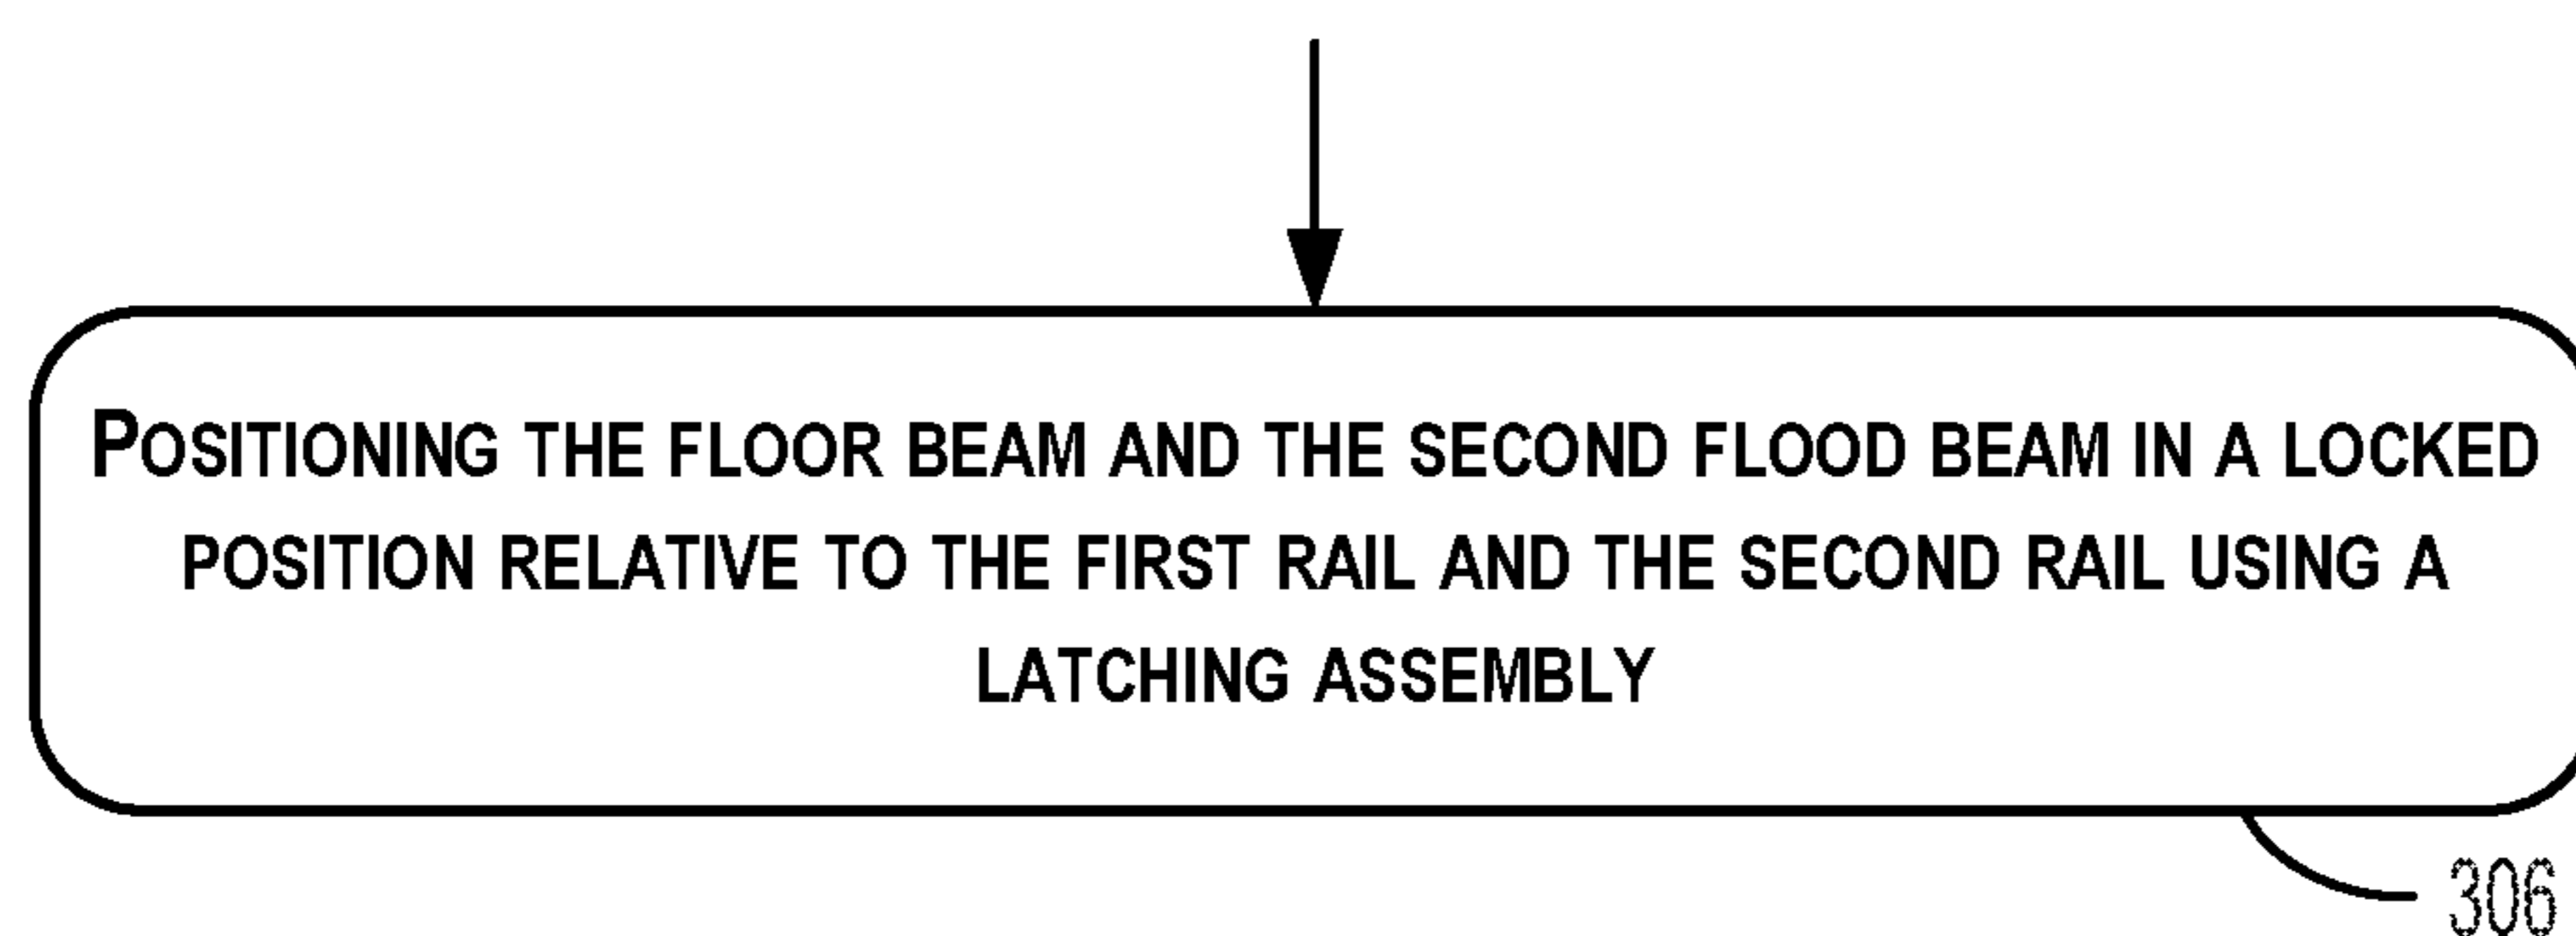 POSITIONING THE FLOOR BEAM AND THE SECOND FLOOD BEAM IN A LOCKED
POSITION RELATIVE TO THE FIRST RAIL AND THE SECOND RAIL USING A
LATCHING ASSEMBLY
306